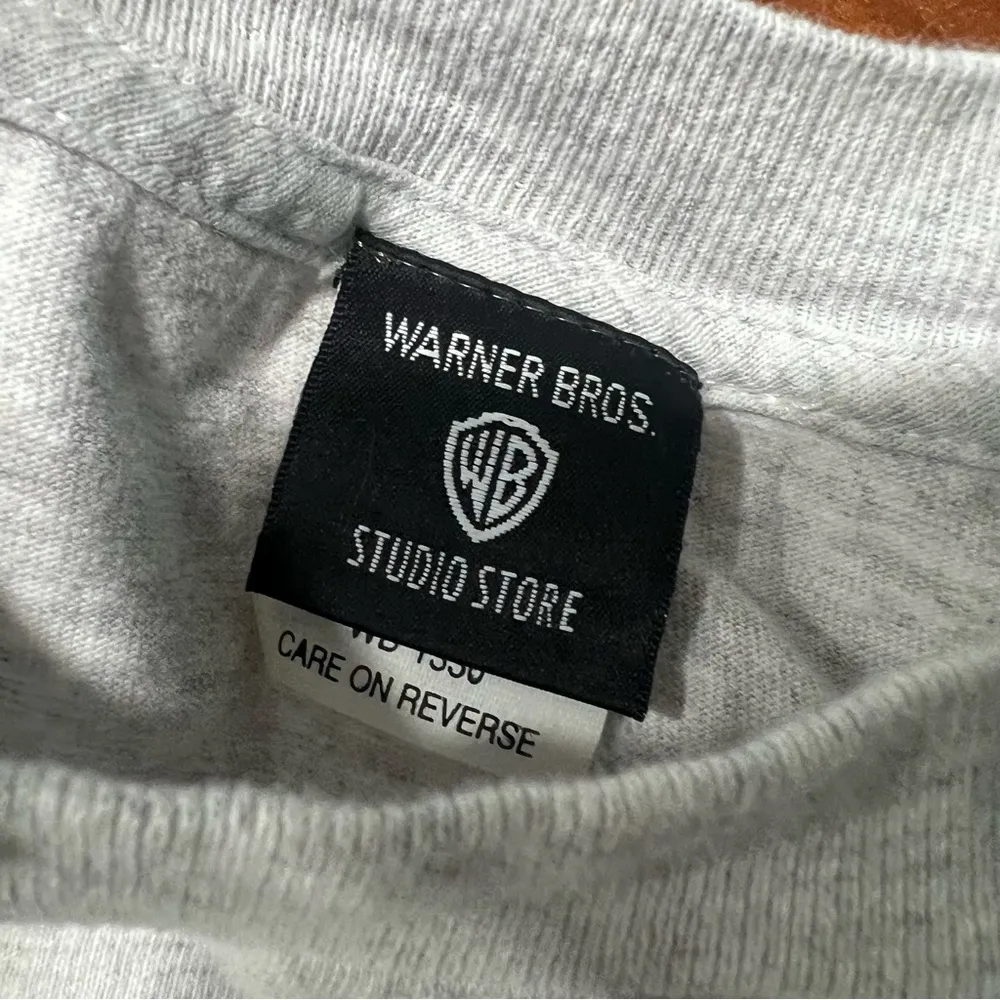 WARNER BROS.
WB
STUDIO STORE
CARE ON REVERSE